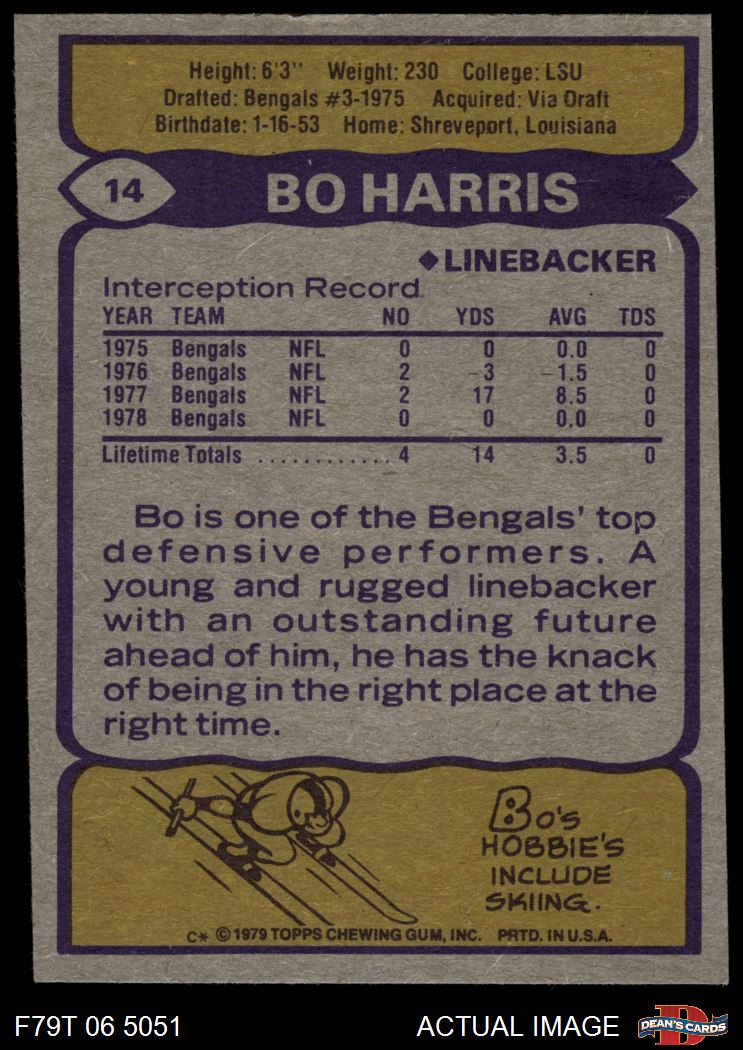 Height: 6'3'' Weight: 230 College: LSU
Drafted: Bengals #3-1975 Acquired: Via Draft
Birthdate: 1-16-53 Home: Shreveport, Louisiana
14 BO HARRIS
◆LINEBACKER
Interception Record
YEAR TEAM NO YDS AVG TDS
1975 Bengals NFL 0 0 0.0 0
1976 Bengals NFL 2 -3 -1.5 0
1977 Bengals NFL 2 17 8.5 0
1978 Bengals NFL 0 0 0.0 0
Lifetime Totals . . . . . . . . . . . . 4 14 3.5 0
Bo is one of the Bengals' top
defensive performers. A
young and rugged linebacker
with an outstanding future
ahead of him, he has the knack
of being in the right place at the
right time.
Bo's
HOBBIE'S
INCLUDE
SKIING.
C* © 1979 TOPPS CHEWING GUM, INC. PRTD. IN U.S.A.
F79T 06 5051 ACTUAL IMAGE D DEAN'S CARDS